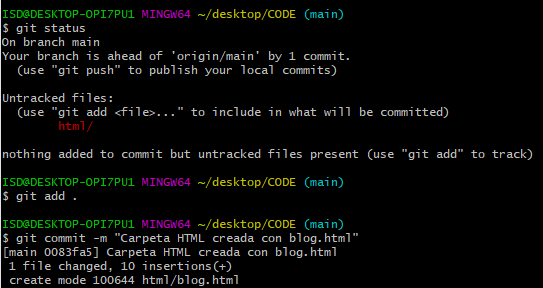 ISD@DESKTOP-OPI7PU1 MINGW64 ~/desktop/CODE (main)
$ git status
On branch main
Your branch is ahead of 'origin/main' by 1 commit.
  (use "git push" to publish your local commits)

Untracked files:
  (use "git add <file>..." to include in what will be committed)
        html/

nothing added to commit but untracked files present (use "git add" to track)

ISD@DESKTOP-OPI7PU1 MINGW64 ~/desktop/CODE (main)
$ git add .

ISD@DESKTOP-OPI7PU1 MINGW64 ~/desktop/CODE (main)
$ git commit -m "Carpeta HTML creada con blog.html"
[main 0083fa5] Carpeta HTML creada con blog.html
 1 file changed, 10 insertions(+)
 create mode 100644 html/blog.html